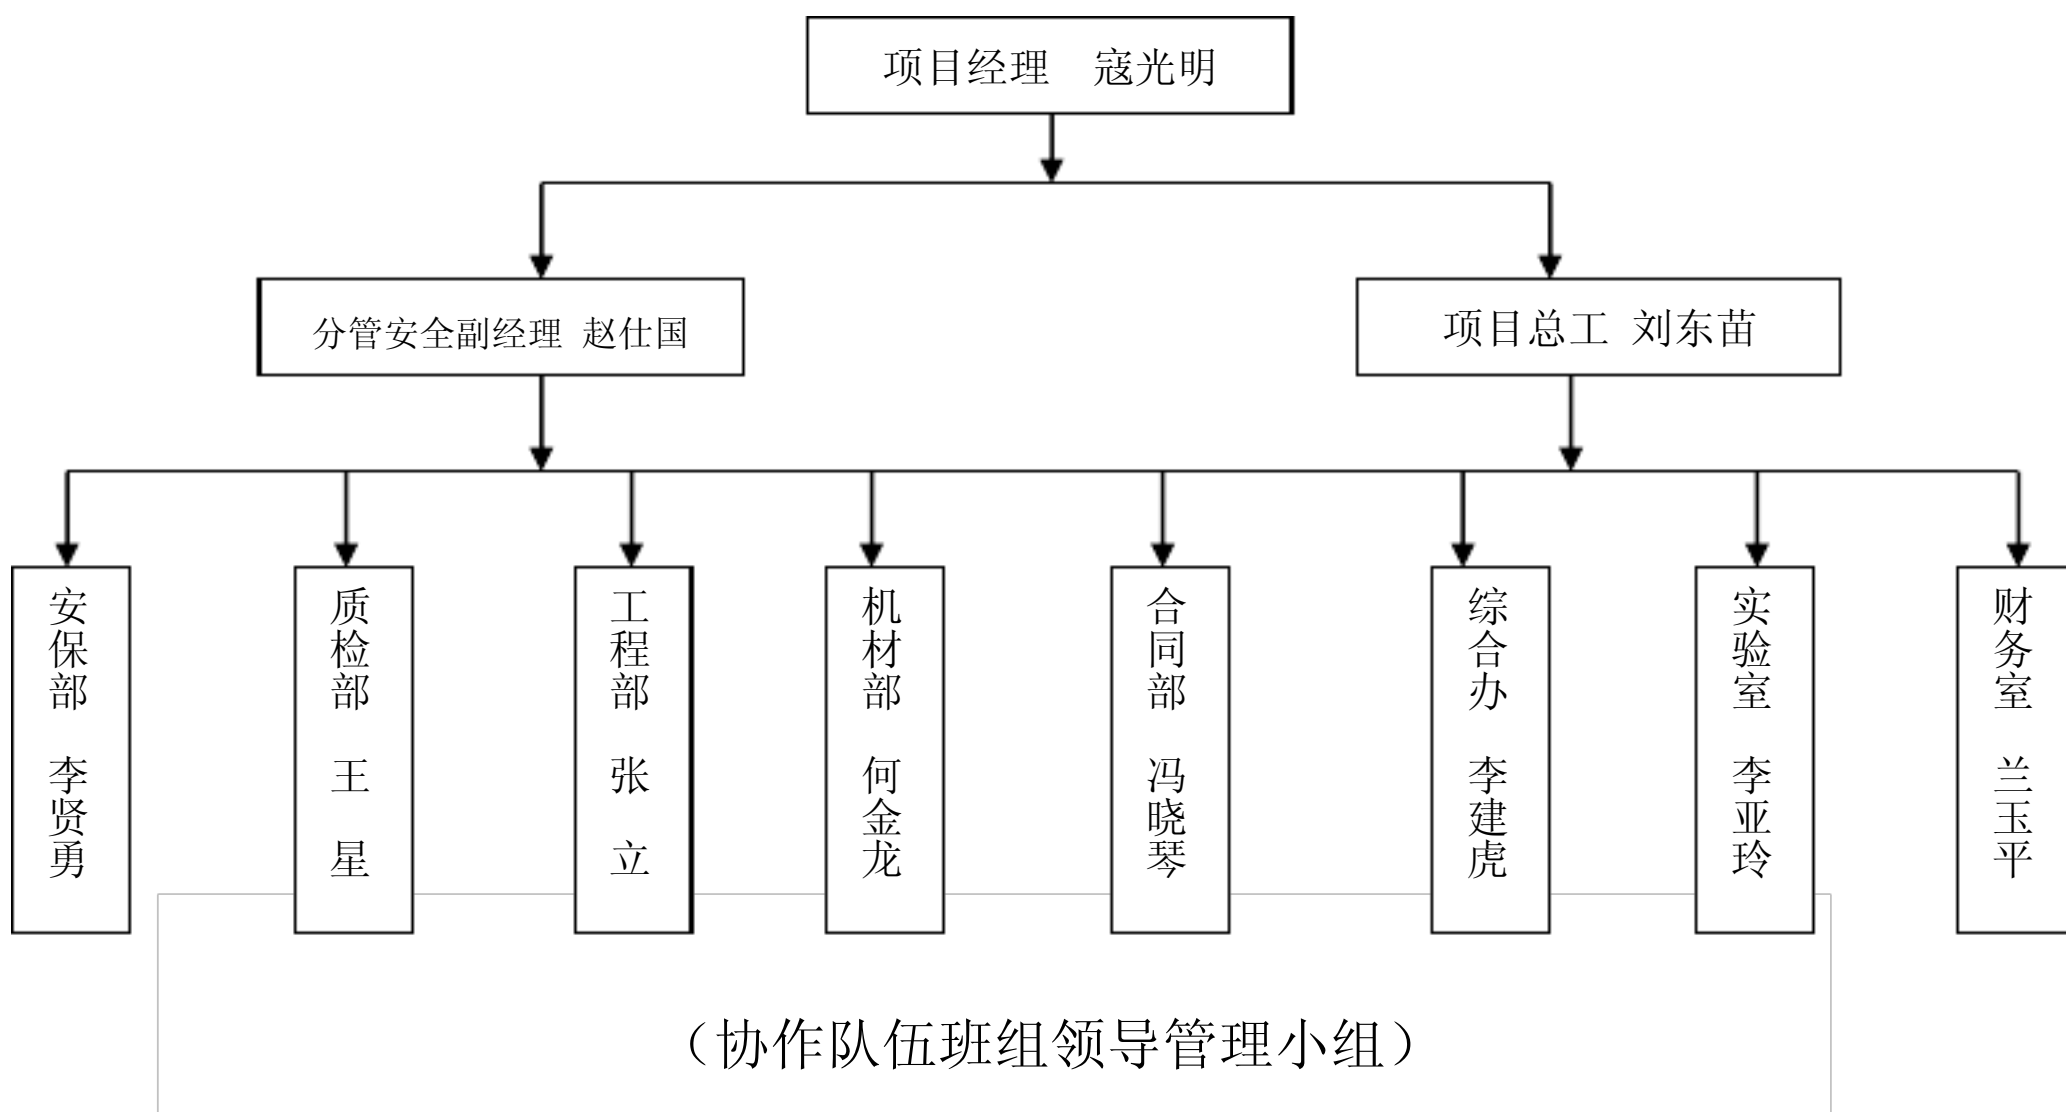 项目经理 寇光明
分管安全副经理 赵仕国
项目总工 刘东苗
安保部 李贤勇
质检部 王星
工程部 张立
机材部 何金龙
合同部 冯晓琴
综合办 李建虎
实验室 李亚玲
财务室 兰玉平
（协作队伍班组领导管理小组）